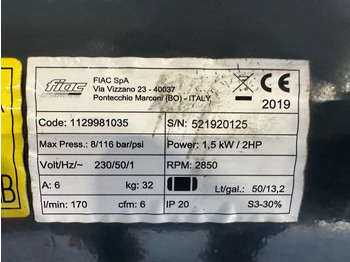 fiac
FIAC SpA
Via Vizzano 23 - 40037
Pontecchio Marconi (BO) - ITALY
CE
2019
Code: 1129981035
S/N: 521920125
Max Press.: 8/116 bar/psi
Power: 1,5 kW / 2HP
Volt/Hz/~ 230/50/1
RPM: 2850
A: 6
kg: 32
Lt/gal.: 50/13,2
l/min: 170
cfm: 6
IP 20
S3-30%